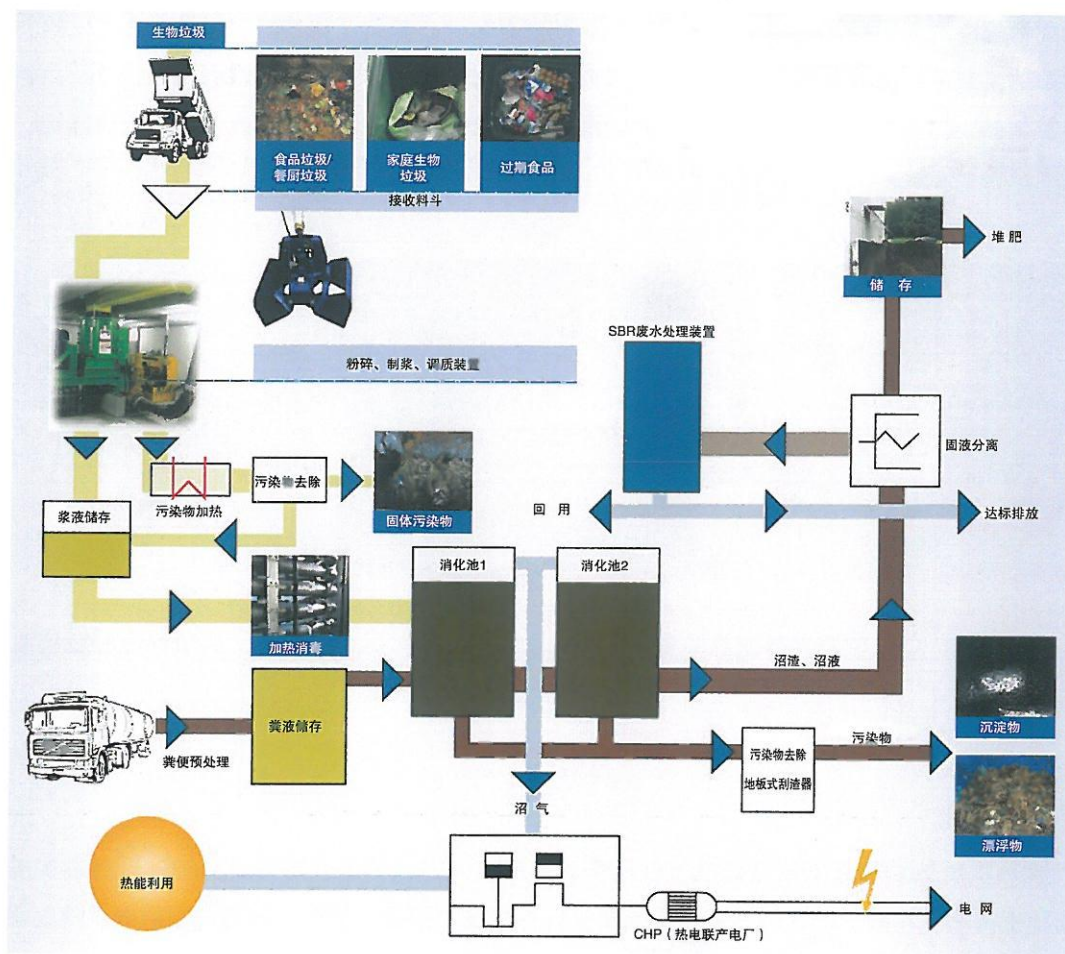 生物垃圾
食品垃圾/
餐厨垃圾
家庭生物
垃圾
过期食品
接收料斗
粉碎、制浆、调质装置
储 存
堆 肥
SBR废水处理装置
固液分离
污染物加热
污染物去除
固体污染物
浆液储存
回 用
达标排放
消化池1
消化池2
加热消毒
沼渣、沼液
粪液储存
粪便预处理
沉淀物
污染物
污染物去除
地板式刮渣器
漂浮物
沼 气
热能利用
CHP（热电联产电厂）
电 网